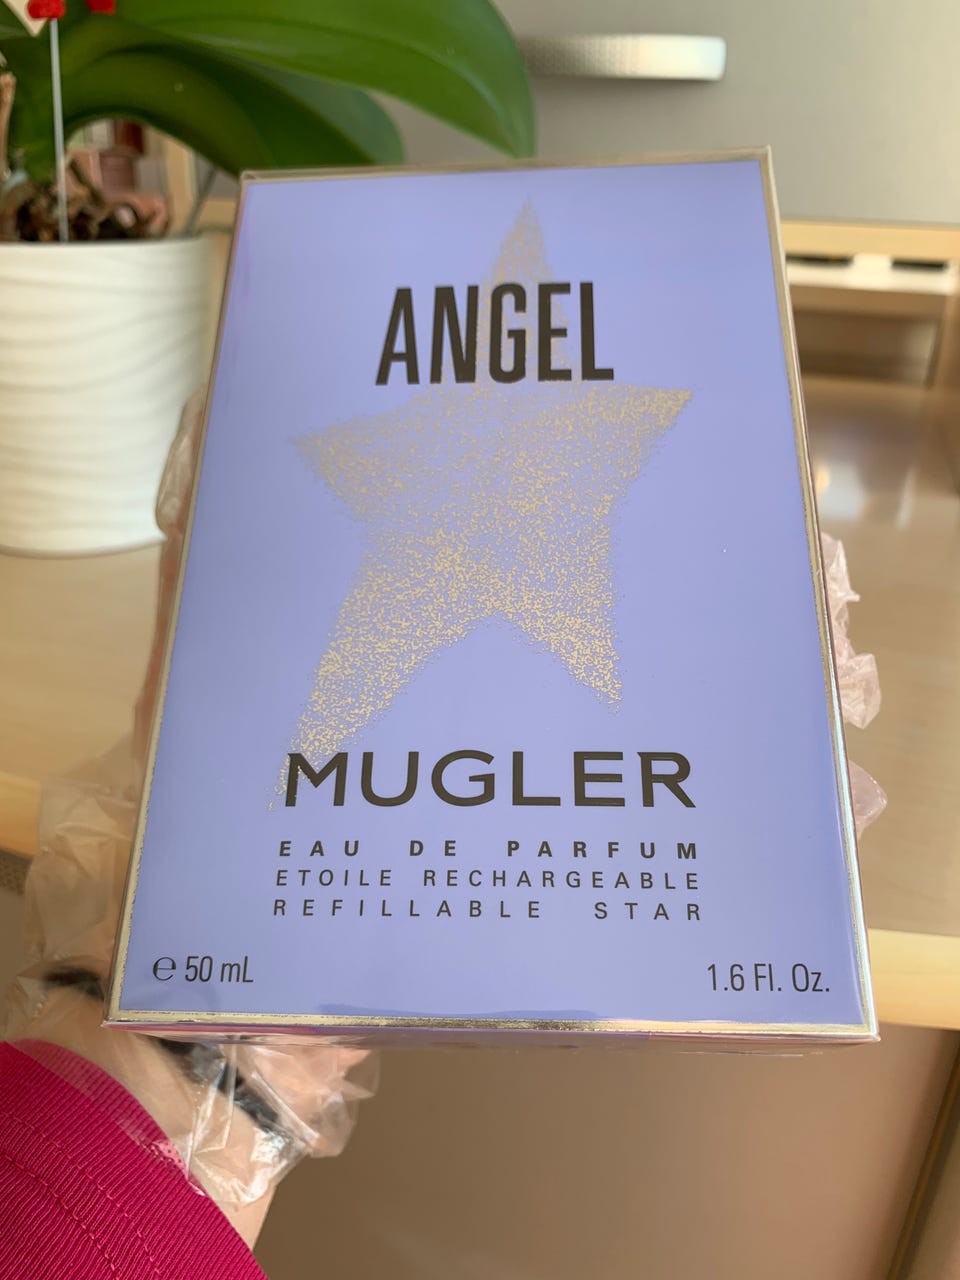 ANGEL
MUGLER
EAU DE PARFUM
ETOILE RECHARGEABLE
REFILLABLE STAR
℮ 50 mL
1.6 Fl. Oz.